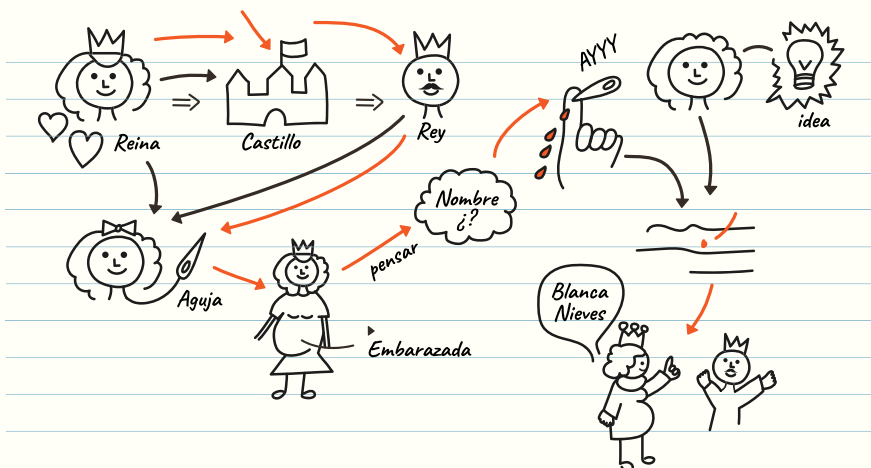 AYYY
idea
Reina
Castillo
Rey
Nombre
¿?
pensar
Aguja
Embarazada
Blanca
Nieves